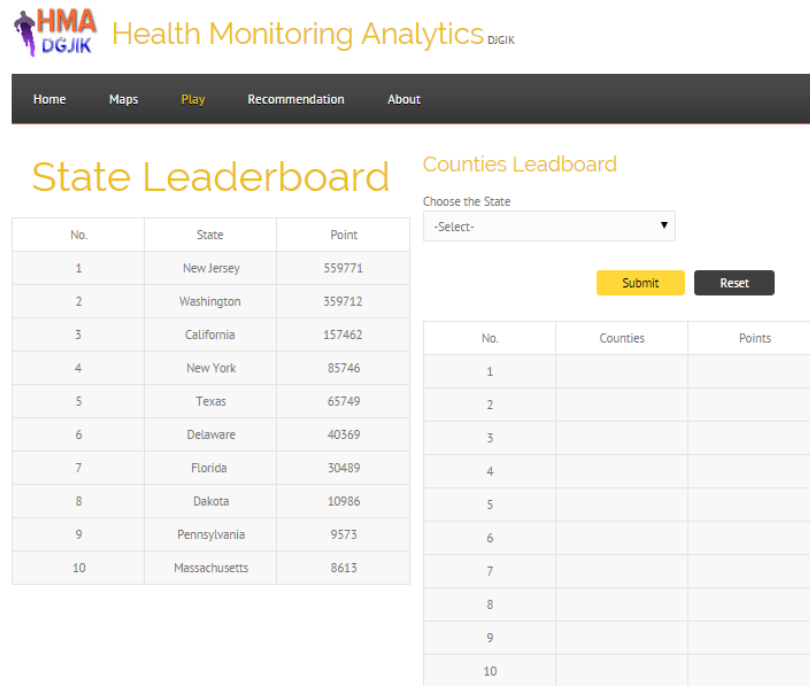 HMA
DGJIK
Health Monitoring Analytics DJGIK
Home Maps Play Recommendation About
State Leaderboard
No. State Point
1 New Jersey 559771
2 Washington 359712
3 California 157462
4 New York 85746
5 Texas 65749
6 Delaware 40369
7 Florida 30489
8 Dakota 10986
9 Pennsylvania 9573
10 Massachusetts 8613
Counties Leadboard
Choose the State
-Select-
Submit Reset
No. Counties Points
1
2
3
4
5
6
7
8
9
10